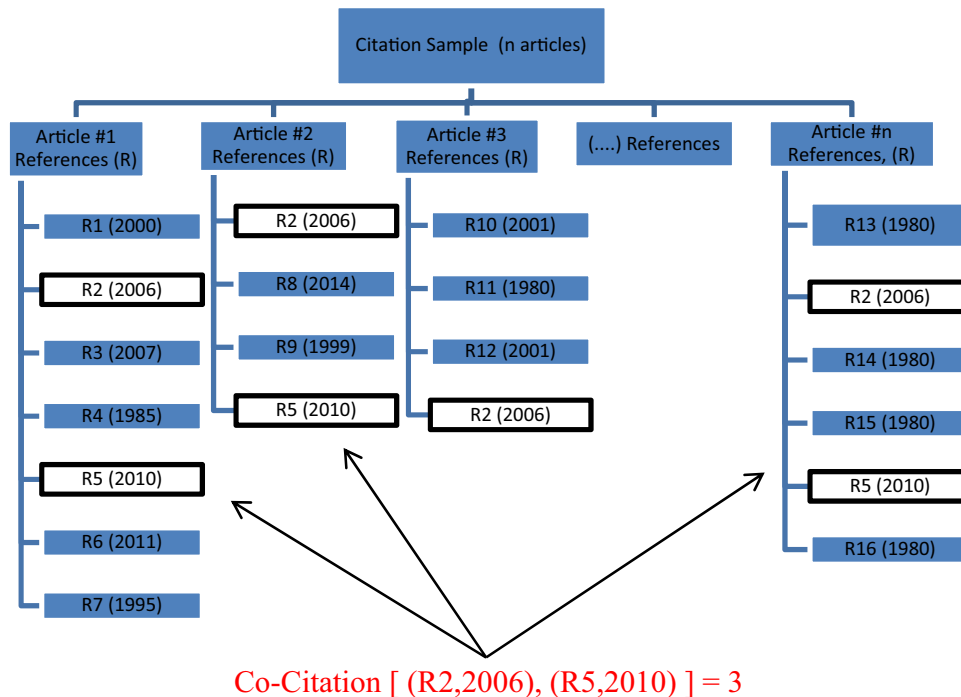 Citation Sample  (n articles)
Article #1
References (R)
R1 (2000)
R2 (2006)
R3 (2007)
R4 (1985)
R5 (2010)
R6 (2011)
R7 (1995)
Article #2
References (R)
R2 (2006)
R8 (2014)
R9 (1999)
R5 (2010)
Article #3
References (R)
R10 (2001)
R11 (1980)
R12 (2001)
R2 (2006)
(....) References
Article #n
References, (R)
R13 (1980)
R2 (2006)
R14 (1980)
R15 (1980)
R5 (2010)
R16 (1980)
Co-Citation [ (R2,2006), (R5,2010) ] = 3